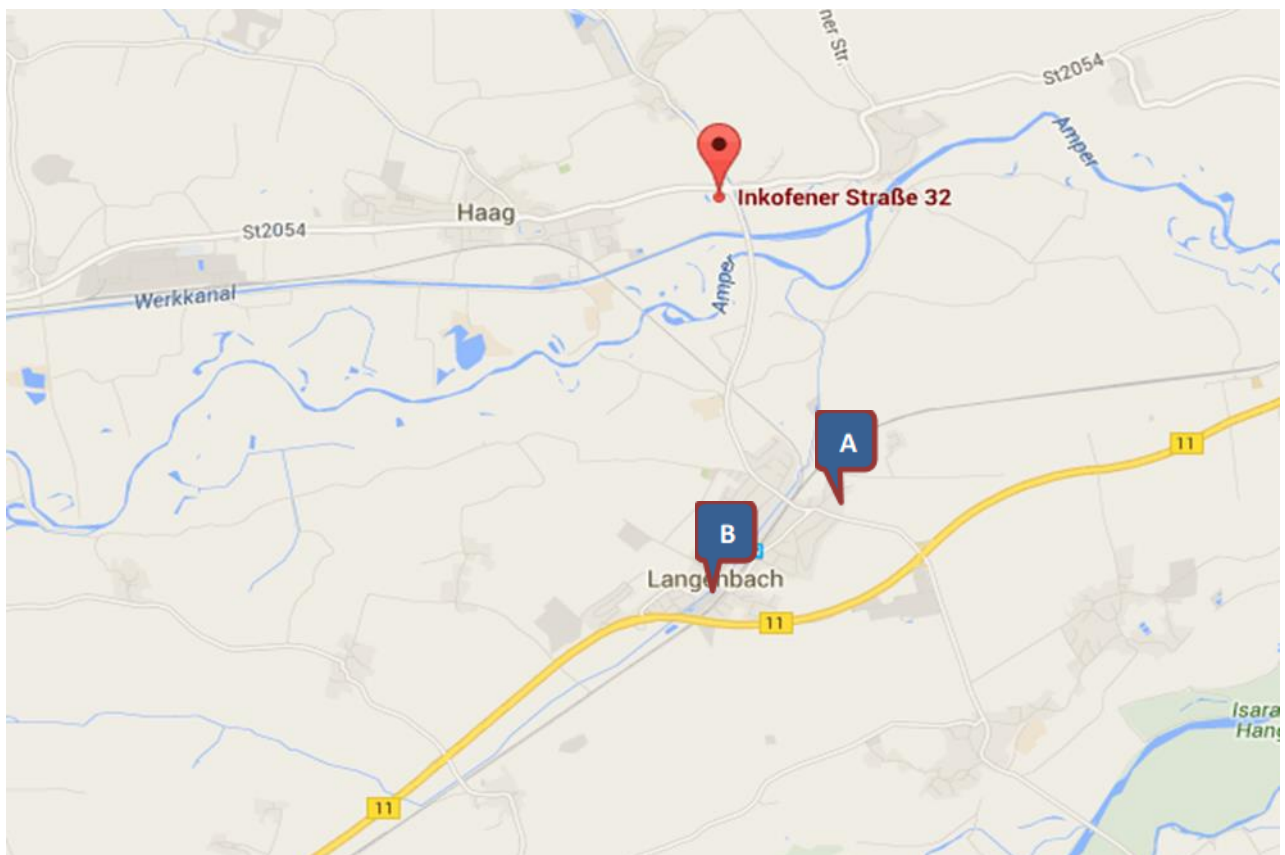 ner Str.
St2054
Amper
Inkofener Straße 32
Haag
St2054
Amper
Werkkanal
11
A
B
Langenbach
11
Isara
Hang
11